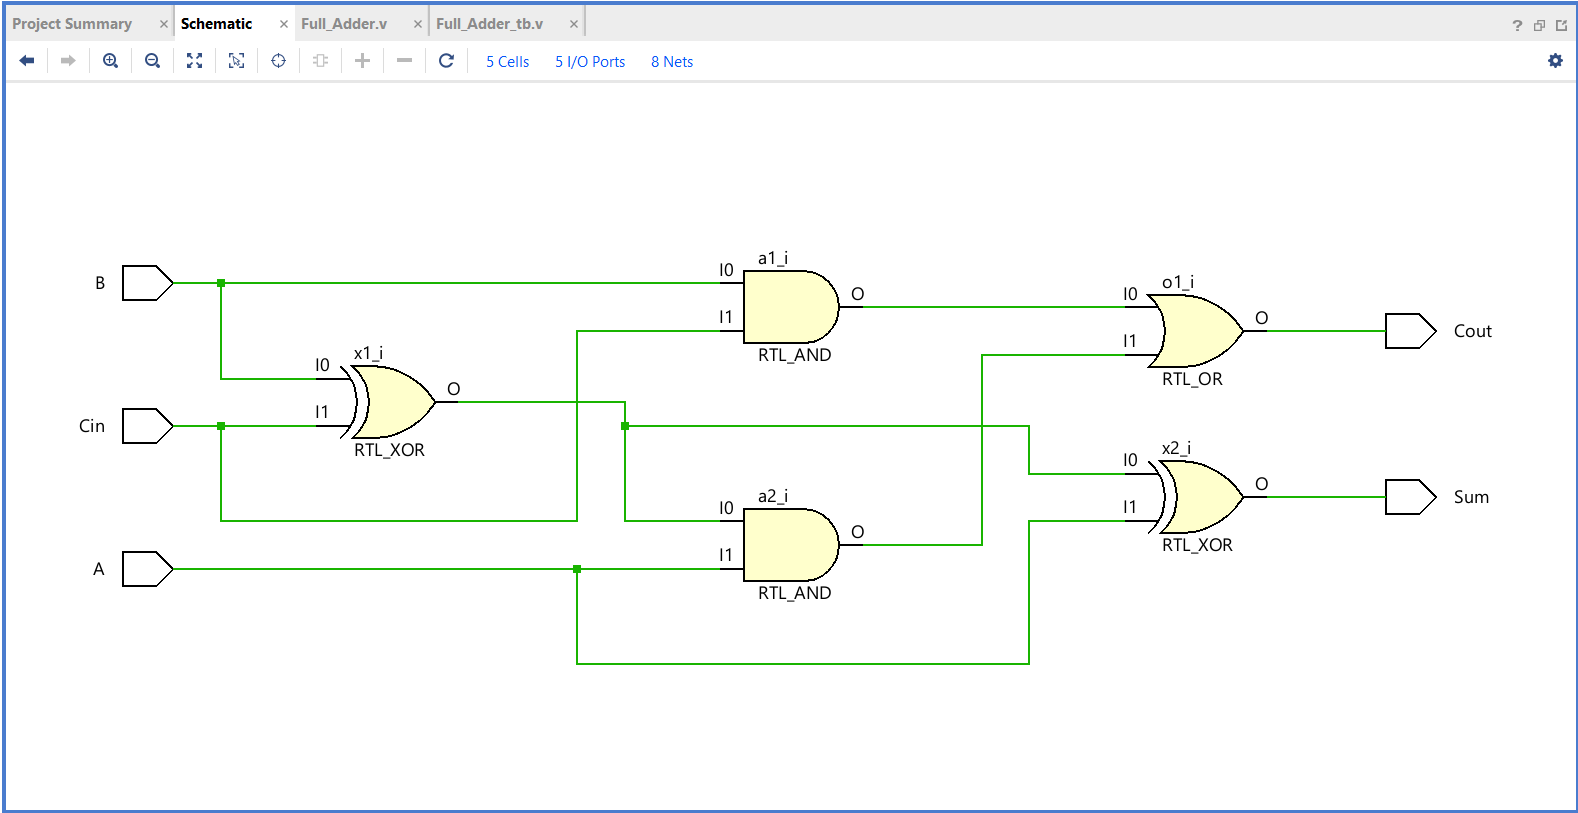 Project Summary × Schematic × Full_Adder.v × Full_Adder_tb.v × ?
5 Cells 5 I/O Ports 8 Nets
a1_i
I0
B
o1_i
I0
O
I1
O
Cout
I1
RTL_AND
x1_i
I0
RTL_OR
O
I1
Cin
RTL_XOR
x2_i
I0
O
Sum
a2_i
I0
I1
O
RTL_XOR
I1
A
RTL_AND